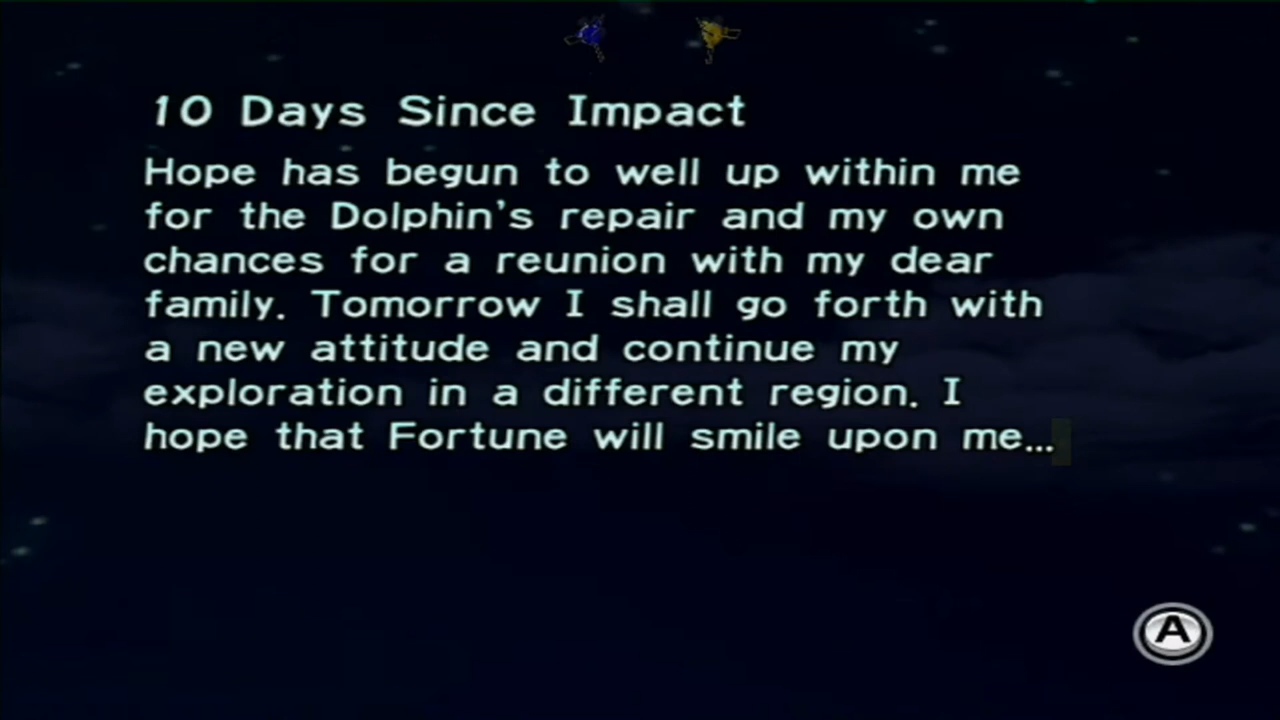 10 Days Since Impact
Hope has begun to well up within me
for the Dolphin's repair and my own
chances for a reunion with my dear
family. Tomorrow I shall go forth with
a new attitude and continue my
exploration in a different region. I
hope that Fortune will smile upon me...
A